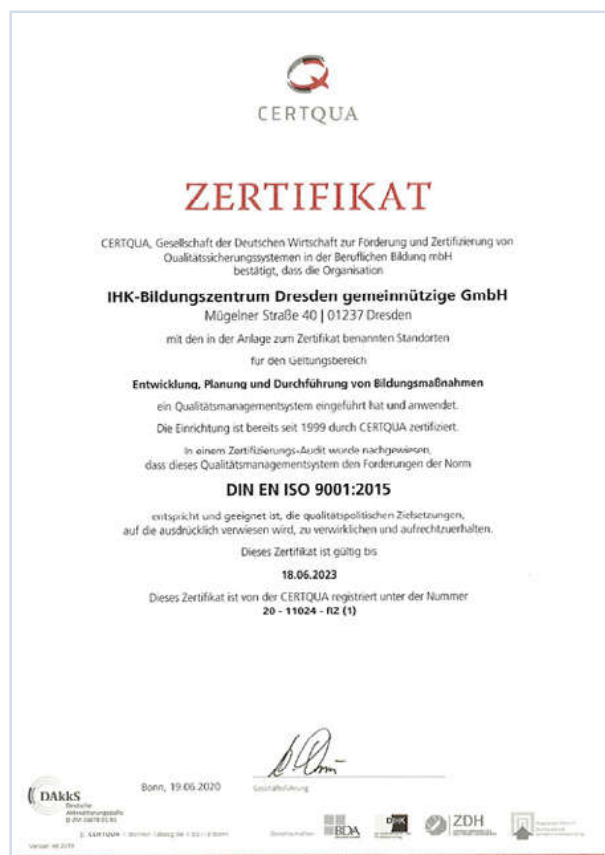 CERTQUA
ZERTIFIKAT
CERTQUA, Gesellschaft der Deutschen Wirtschaft zur Förderung und Zertifizierung von
Qualitätssicherungssystemen in der Beruflichen Bildung mbH
bestätigt, dass die Organisation
IHK-Bildungszentrum Dresden gemeinnützige GmbH
Mügelner Straße 40 | 01237 Dresden
mit den in der Anlage zum Zertifikat benannten Standorten
für den Geltungsbereich
Entwicklung, Planung und Durchführung von Bildungsmaßnahmen
ein Qualitätsmanagementsystem eingeführt hat und anwendet.
Die Einrichtung ist bereits seit 1999 durch CERTQUA zertifiziert.
In einem Zertifizierungs-Audit wurde nachgewiesen,
dass dieses Qualitätsmanagementsystem den Forderungen der Norm
DIN EN ISO 9001:2015
entspricht und geeignet ist, die qualitätspolitischen Zielsetzungen,
auf die ausdrücklich verwiesen wird, zu verwirklichen und aufrechtzuerhalten.
Dieses Zertifikat ist gültig bis
18.06.2023
Dieses Zertifikat ist von der CERTQUA registriert unter der Nummer
20 - 11024 - RZ (1)
Bonn, 19.06.2020
Geschäftsführung
DAkkS
Deutsche
Akkreditierungsstelle
CERTQUA
Gesellschafter:
BDA
DIHK
ZDH